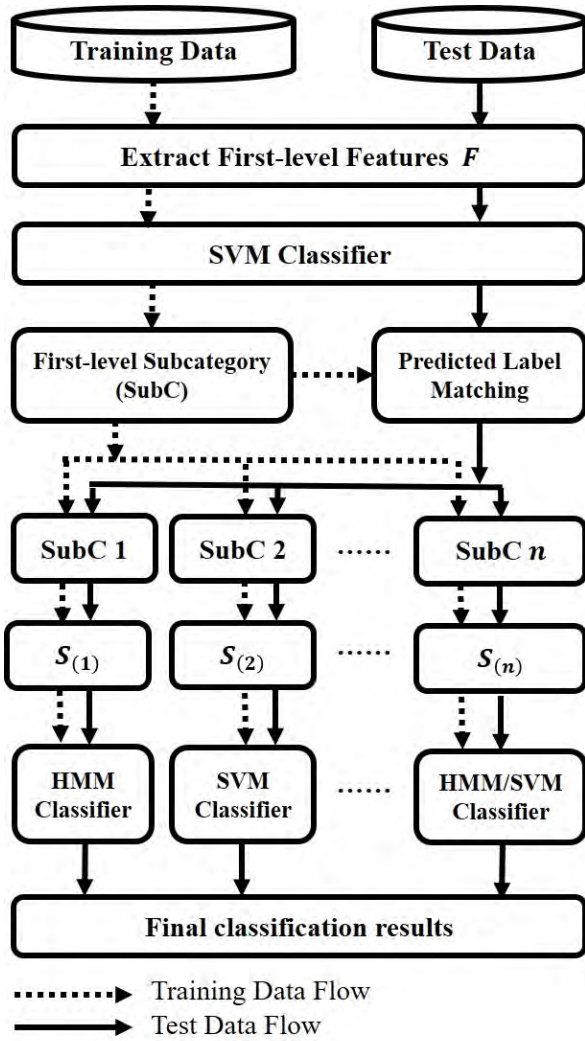 Training Data
Test Data
Extract First-level Features F
SVM Classifier
First-level Subcategory
(SubC)
Predicted Label
Matching
SubC 1
SubC 2
......
SubC n
S(1)
S(2)
......
S(n)
HMM
Classifier
SVM
Classifier
......
HMM/SVM
Classifier
Final classification results
Training Data Flow
Test Data Flow